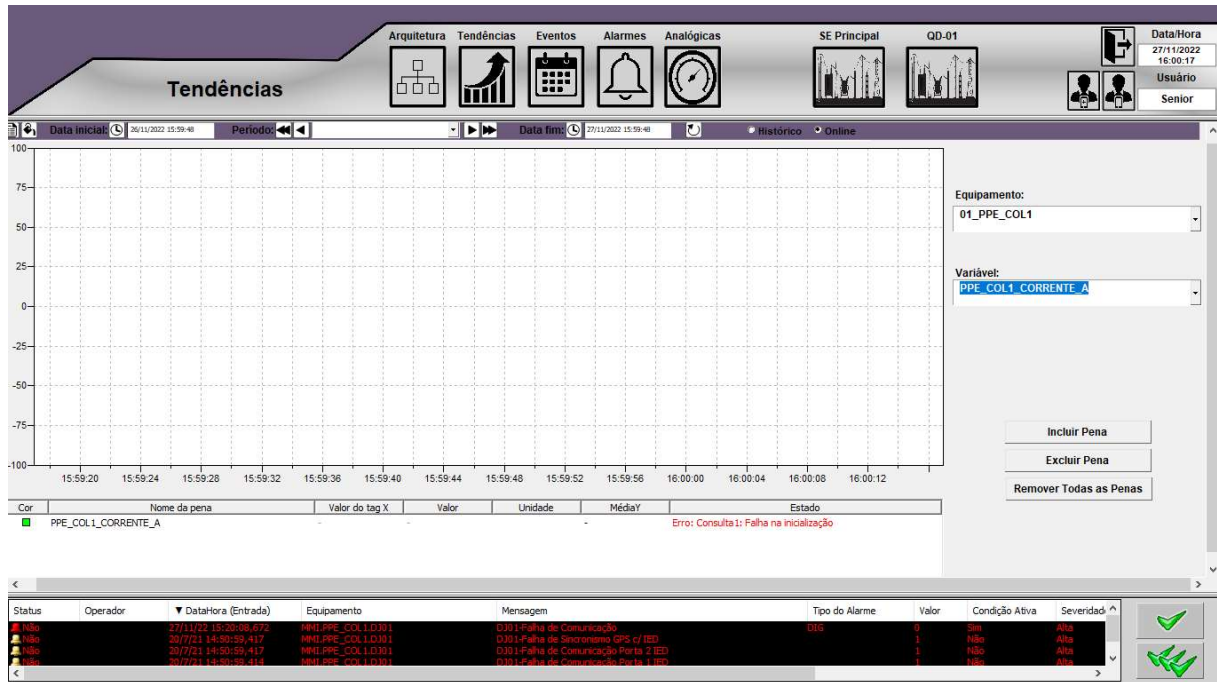 Arquitetura Tendências Eventos Alarmes Analógicas SE Principal QD-01 Data/Hora
27/11/2022
16:00:17
Tendências
Usuário
Senior
Data inicial: 26/11/2022 15:59:48 Período: Data fim: 27/11/2022 15:59:48 Histórico Online
100
75
50
25
0
-25
-50
-75
-100
15:59:20 15:59:24 15:59:28 15:59:32 15:59:36 15:59:40 15:59:44 15:59:48 15:59:52 15:59:56 16:00:00 16:00:04 16:00:08 16:00:12
Equipamento:
01_PPE_COL1
Variável:
PPE_COL1_CORRENTE_A
Incluir Pena
Excluir Pena
Remover Todas as Penas
Cor Nome da pena Valor do tag X Valor Unidade MédiaY Estado
PPE_COL1_CORRENTE_A - - - Erro: Consulta1: Falha na inicialização
Status Operador ▼ DataHora (Entrada) Equipamento Mensagem Tipo do Alarme Valor Condição Ativa Severidad
Não 27/11/22 15:20:08,672 MMI.PPE_COL1.DJ01 DJ01-Falha de Comunicação DIG 0 Sim Alta
Não 20/7/21 14:50:59,417 MMI.PPE_COL1.DJ01 DJ01-Falha de Sincronismo GPS c/ IED 1 Não Alta
Não 20/7/21 14:50:59,417 MMI.PPE_COL1.DJ01 DJ01-Falha de Comunicação Porta 2 IED 1 Não Alta
Não 20/7/21 14:50:59,414 MMI.PPE_COL1.DJ01 DJ01-Falha de Comunicação Porta 1 IED 1 Não Alta